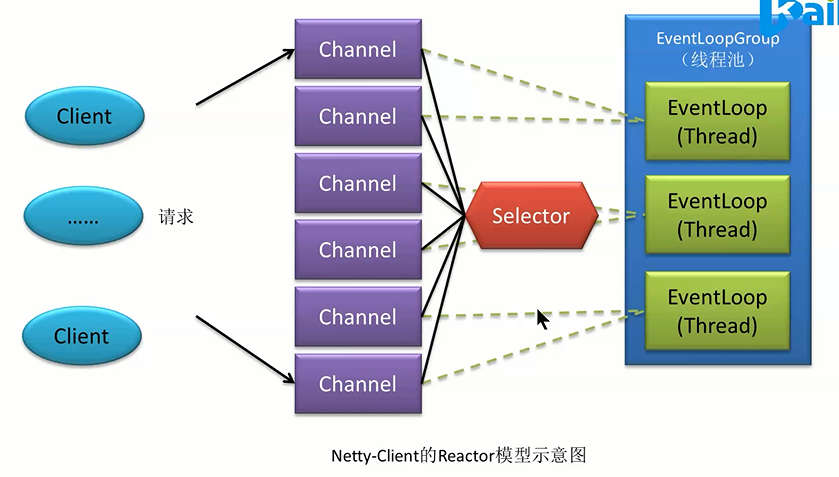 EventLoopGroup
(线程池)
Client
……
Client
请求
Channel
Channel
Channel
Channel
Channel
Channel
Selector
EventLoop
(Thread)
EventLoop
(Thread)
EventLoop
(Thread)
Netty-Client的Reactor模型示意图